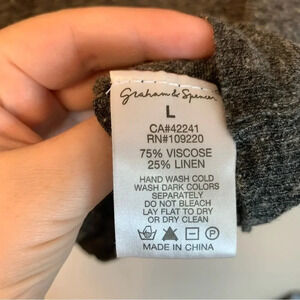 Graham & Spencer
L
CA#42241
RN#109220
75% VISCOSE
25% LINEN
HAND WASH COLD
WASH DARK COLORS
SEPARATELY
DO NOT BLEACH
LAY FLAT TO DRY
OR DRY CLEAN
MADE IN CHINA